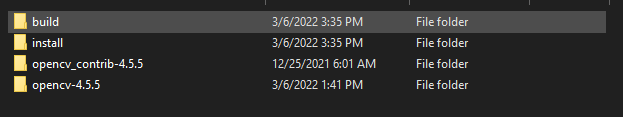 build 3/6/2022 3:35 PM File folder
install 3/6/2022 3:35 PM File folder
opencv_contrib-4.5.5 12/25/2021 6:01 AM File folder
opencv-4.5.5 3/6/2022 1:41 PM File folder